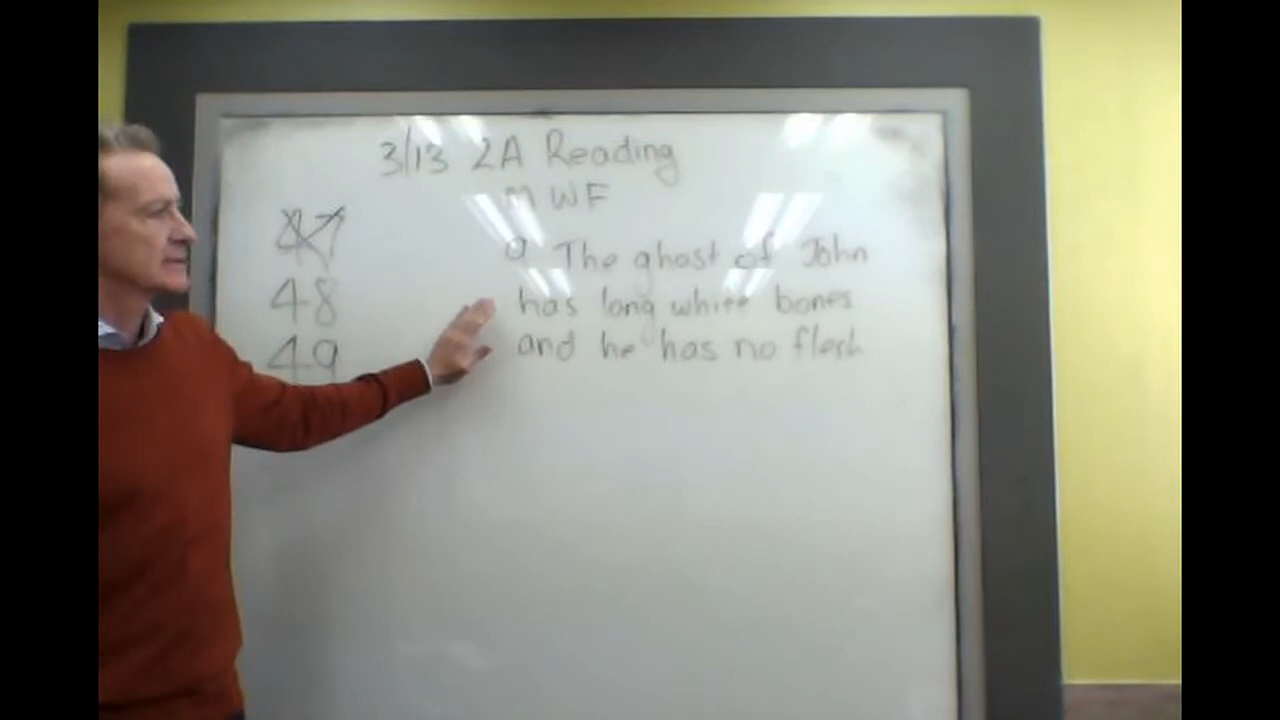 3/13 2A Reading
M WF
47
48
49
a The ghost of John
has long white bones
and he has no flesh